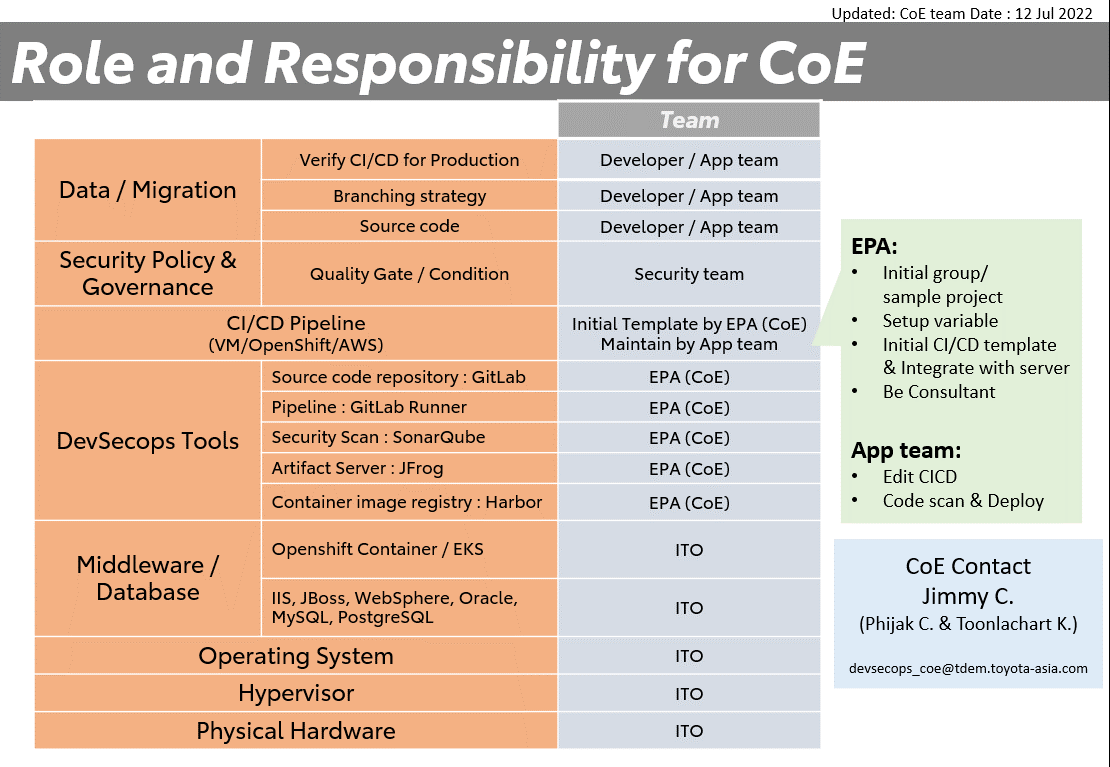 Updated: CoE team Date : 12 Jul 2022
Role and Responsibility for CoE
Team
Data / Migration
Verify CI/CD for Production
Developer / App team
Branching strategy
Developer / App team
Source code
Developer / App team
Security Policy &
Governance
Quality Gate / Condition
Security team
CI/CD Pipeline
(VM/OpenShift/AWS)
Initial Template by EPA (CoE)
Maintain by App team
DevSecops Tools
Source code repository : GitLab
EPA (CoE)
Pipeline : GitLab Runner
EPA (CoE)
Security Scan : SonarQube
EPA (CoE)
Artifact Server : JFrog
EPA (CoE)
Container image registry : Harbor
EPA (CoE)
Middleware /
Database
Openshift Container / EKS
ITO
IIS, JBoss, WebSphere, Oracle,
MySQL, PostgreSQL
ITO
Operating System
ITO
Hypervisor
ITO
Physical Hardware
ITO
EPA:
• Initial group/
sample project
• Setup variable
• Initial CI/CD template
& Integrate with server
• Be Consultant
App team:
• Edit CICD
• Code scan & Deploy
CoE Contact
Jimmy C.
(Phijak C. & Toonlachart K.)
devsecops_coe@tdem.toyota-asia.com